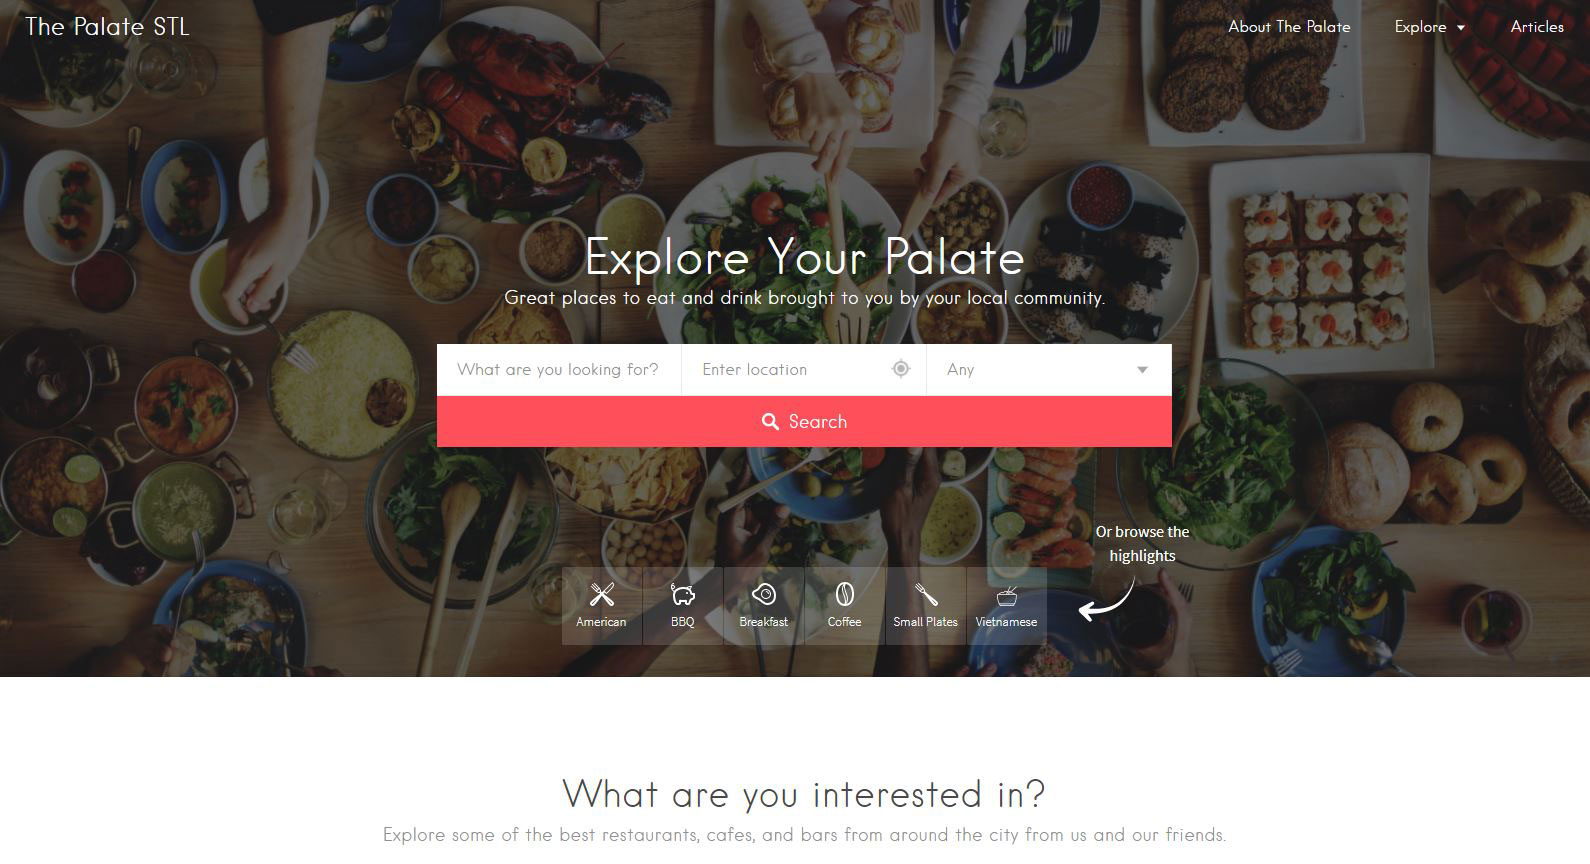 The Palate STL
About The Palate
Explore
Articles
Explore Your Palate
Great places to eat and drink brought to you by your local community.
What are you looking for?
Enter location
Any
Search
Or browse the
highlights
American
BBQ
Breakfast
Coffee
Small Plates
Vietnamese
What are you interested in?
Explore some of the best restaurants, cafes, and bars from around the city from us and our friends.